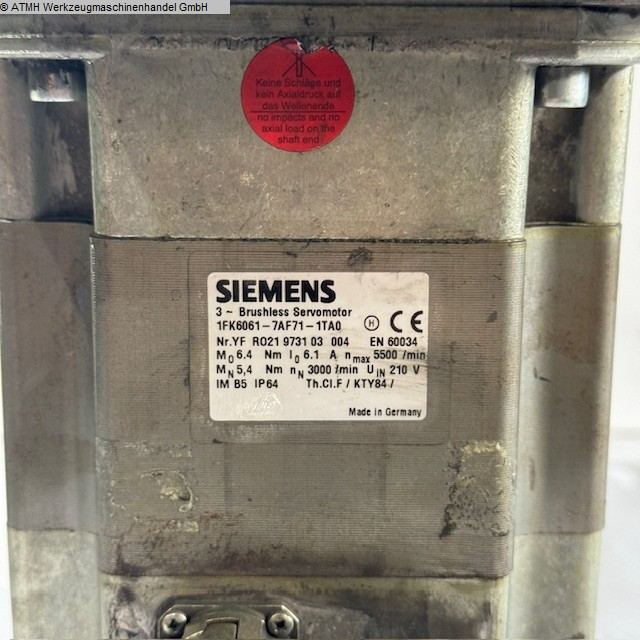 © ATMH Werkzeugmaschinenhandel GmbH
Keine Schläge und
kein Axialdruck auf
das Wellenende
no impacts and no
axial load on the
shaft end
SIEMENS
3 ~ Brushless Servomotor
1FK6061-7AF71-1TA0
H CE
Nr.YF RO21 9731 03 004 EN 60034
M0 6.4 Nm I0 6.1 A nmax 5500 /min
MN 5,4 Nm nN 3000 /min UIN 210 V
IM B5 IP64 Th.Cl.F / KTY84 /
Made in Germany